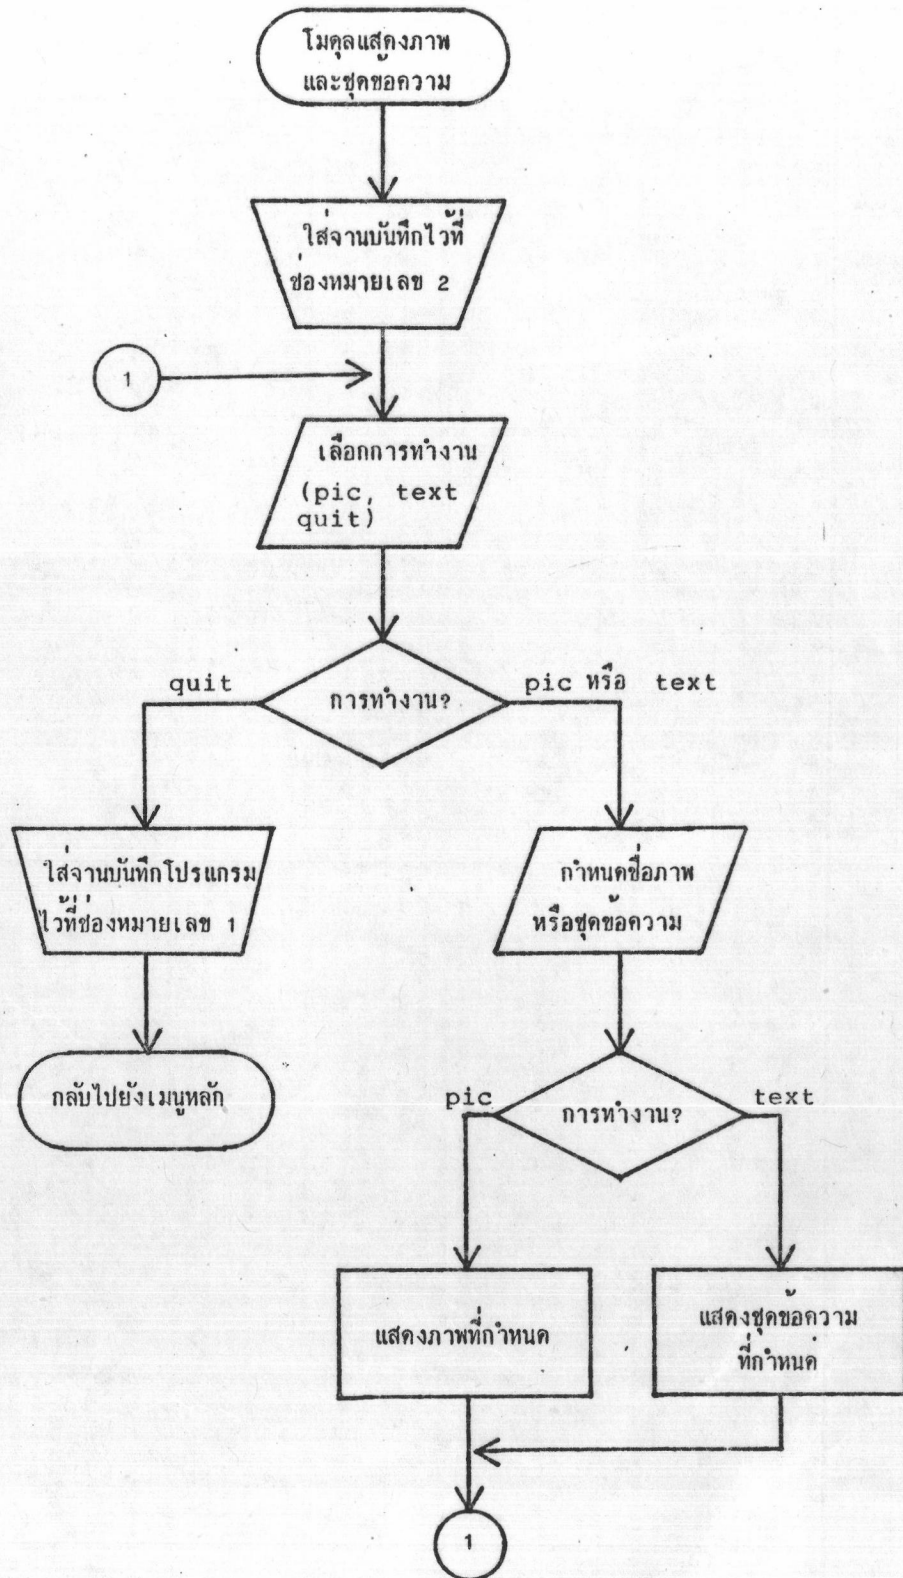 โมดุลแสดงภาพ
และชุดข้อความ
ใส่จานบันทึกไว้ที่
ช่องหมายเลข 2
1
เลือกการทำงาน
(pic, text
quit)
quit
การทำงาน?
pic หรือ text
ใส่จานบันทึกโปรแกรม
ไว้ที่ช่องหมายเลข 1
กำหนดชื่อภาพ
หรือชุดข้อความ
กลับไปยังเมนูหลัก
pic
การทำงาน?
text
แสดงภาพที่กำหนด
แสดงชุดข้อความ
ที่กำหนด
1